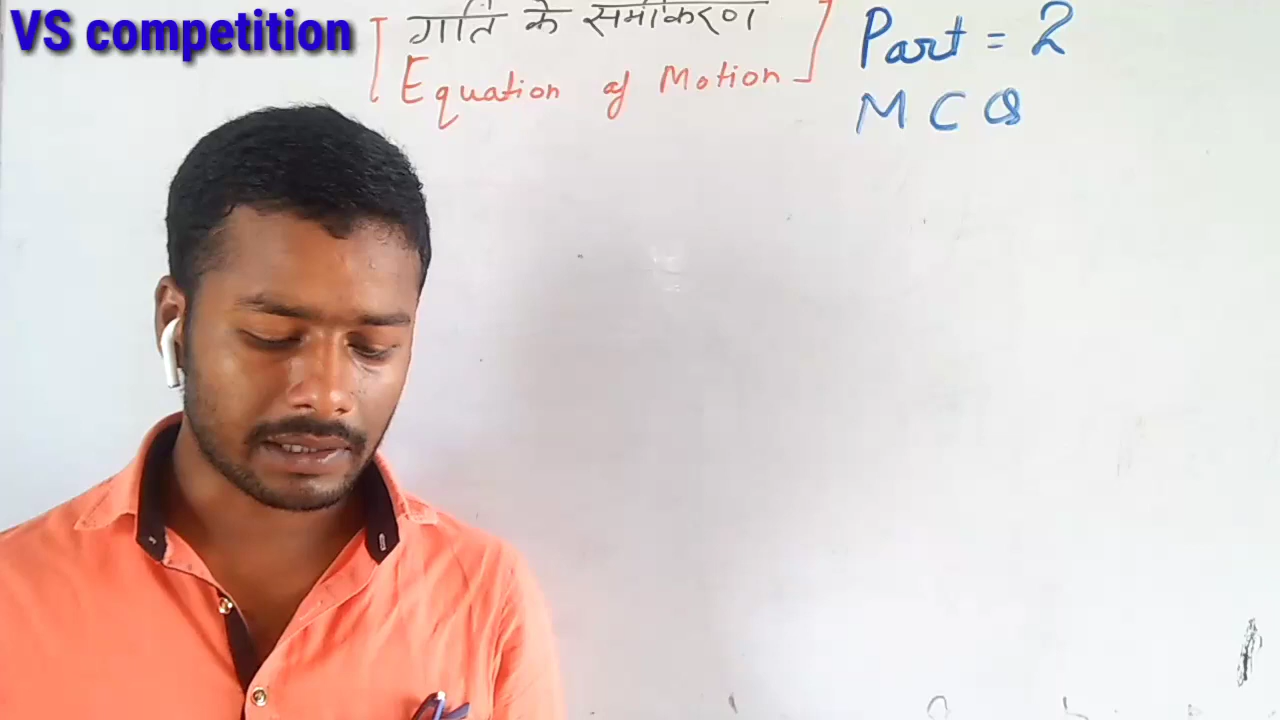 VS competition
गति के समीकरण
Equation of Motion
Part = 2
MCQ